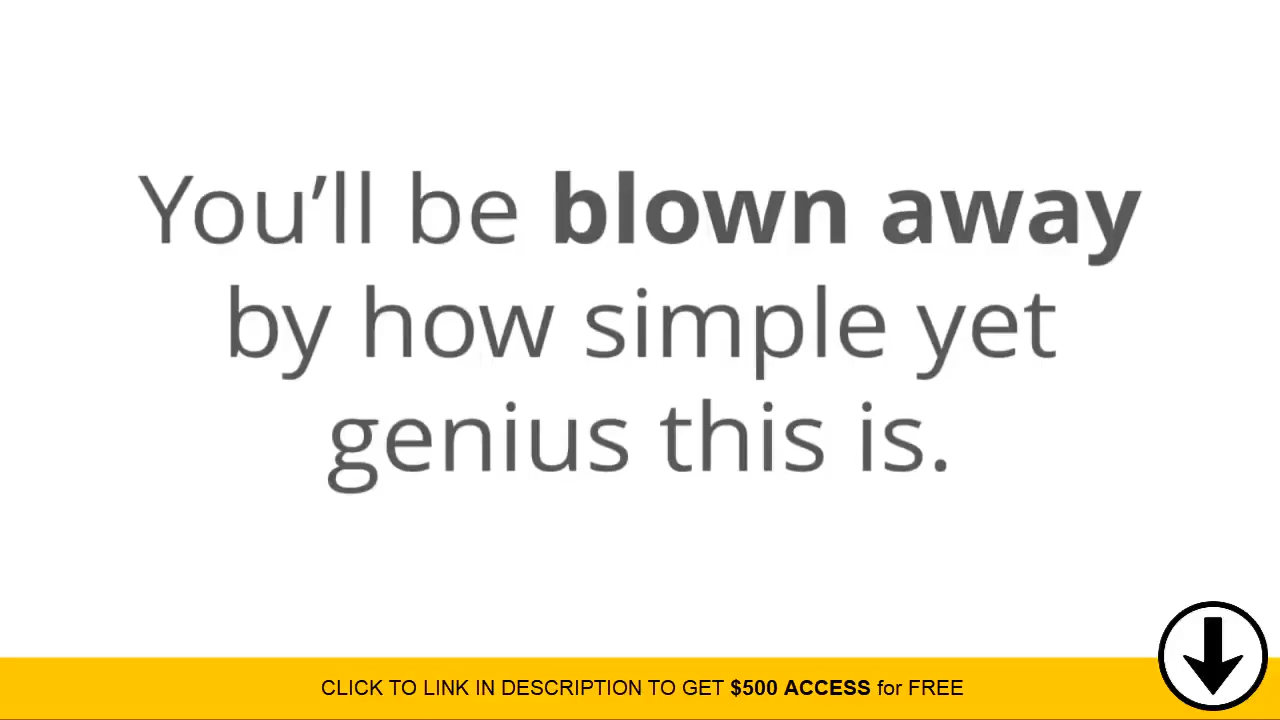 You’ll be blown away
by how simple yet
genius this is.
CLICK TO LINK IN DESCRIPTION TO GET $500 ACCESS for FREE